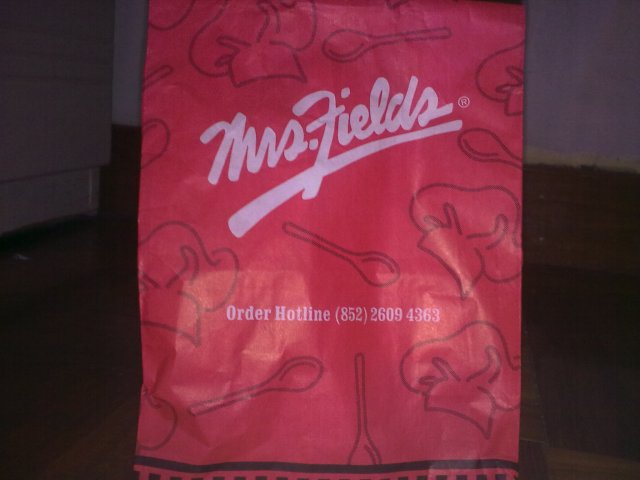 Mrs. Fields ®
Order Hotline (852) 2609 4363